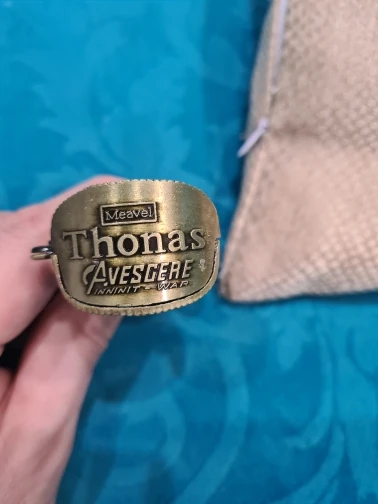 Meavel
Thonas
AVESGERE
INNINIT - WAR